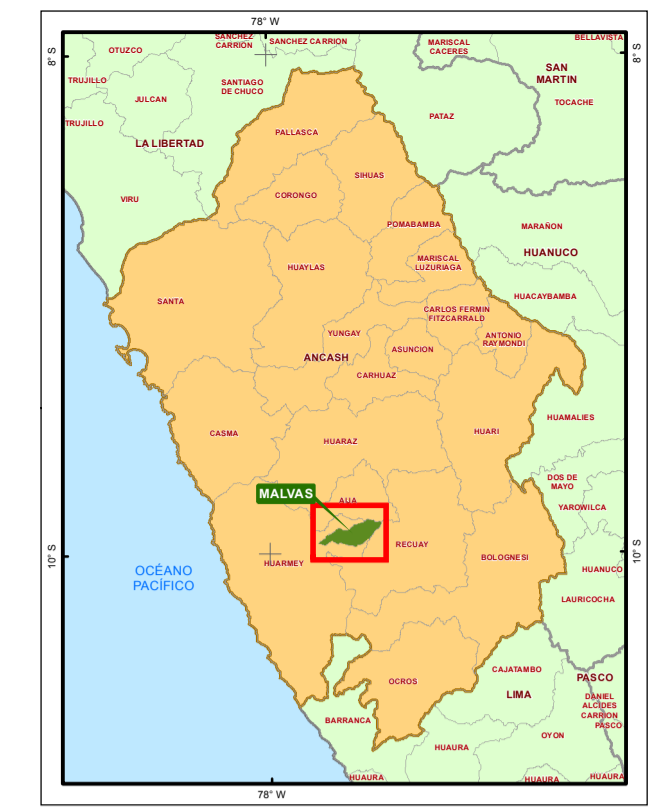 78° W
SANCHEZ
CARRION
SANCHEZ CARRION
MARISCAL
CACERES
BELLAVISTA
OTUZCO
8° S
8° S
SAN
MARTIN
TRUJILLO
SANTIAGO
DE CHUCO
JULCAN
TOCACHE
PATAZ
TRUJILLO
PALLASCA
LA LIBERTAD
SIHUAS
CORONGO
VIRU
POMABAMBA
MARAÑON
HUANUCO
MARISCAL
LUZURIAGA
HUAYLAS
HUACAYBAMBA
SANTA
CARLOS FERMIN
FITZCARRALD
YUNGAY
ANTONIO
RAYMONDI
ASUNCION
ANCASH
CARHUAZ
HUAMALIES
CASMA
HUARI
HUARAZ
DOS DE
MAYO
MALVAS
AIJA
YAROWILCA
RECUAY
10° S
10° S
BOLOGNESI
HUARMEY
OCÉANO
PACÍFICO
HUANUCO
LAURICOCHA
CAJATAMBO
PASCO
OCROS
LIMA
DANIEL
ALCIDES
CARRION
PASCO
BARRANCA
OYON
HUAURA
HUAURA
HUAURA
HUAURA
78° W